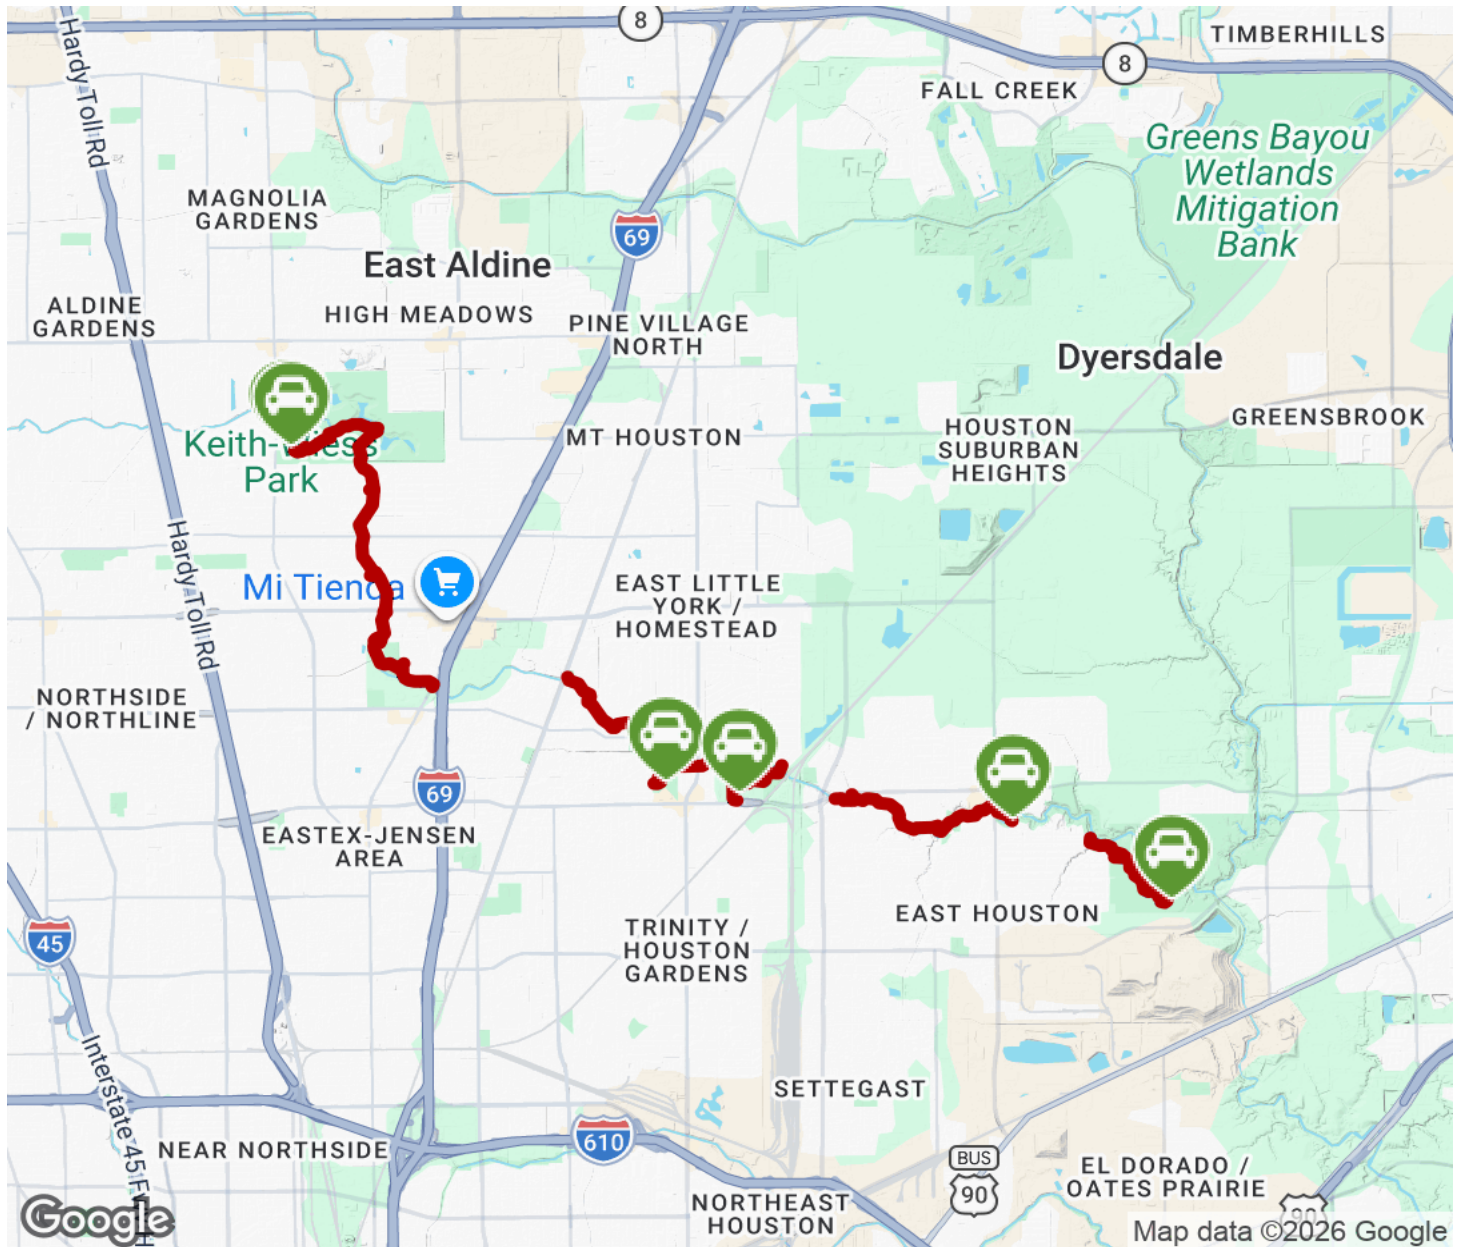 8
TIMBERHILLS
8
FALL CREEK
Hardy Toll Rd
Greens Bayou
Wetlands
Mitigation
Bank
MAGNOLIA
GARDENS
69
East Aldine
ALDINE
GARDENS
HIGH MEADOWS
PINE VILLAGE
NORTH
Dyersdale
GREENSBROOK
HOUSTON
SUBURBAN
HEIGHTS
MT HOUSTON
Keith-Wiess
Park
Hardy Toll Rd
Mi Tienda
EAST LITTLE
YORK /
HOMESTEAD
NORTHSIDE
/ NORTHLINE
69
EASTEX-JENSEN
AREA
EAST HOUSTON
TRINITY /
HOUSTON
GARDENS
45
Interstate 45
SETTEGAST
NEAR NORTHSIDE
610
BUS
90
EL DORADO /
OATES PRAIRIE
NORTHEAST
HOUSTON
90
Google
Map data ©2026 Google